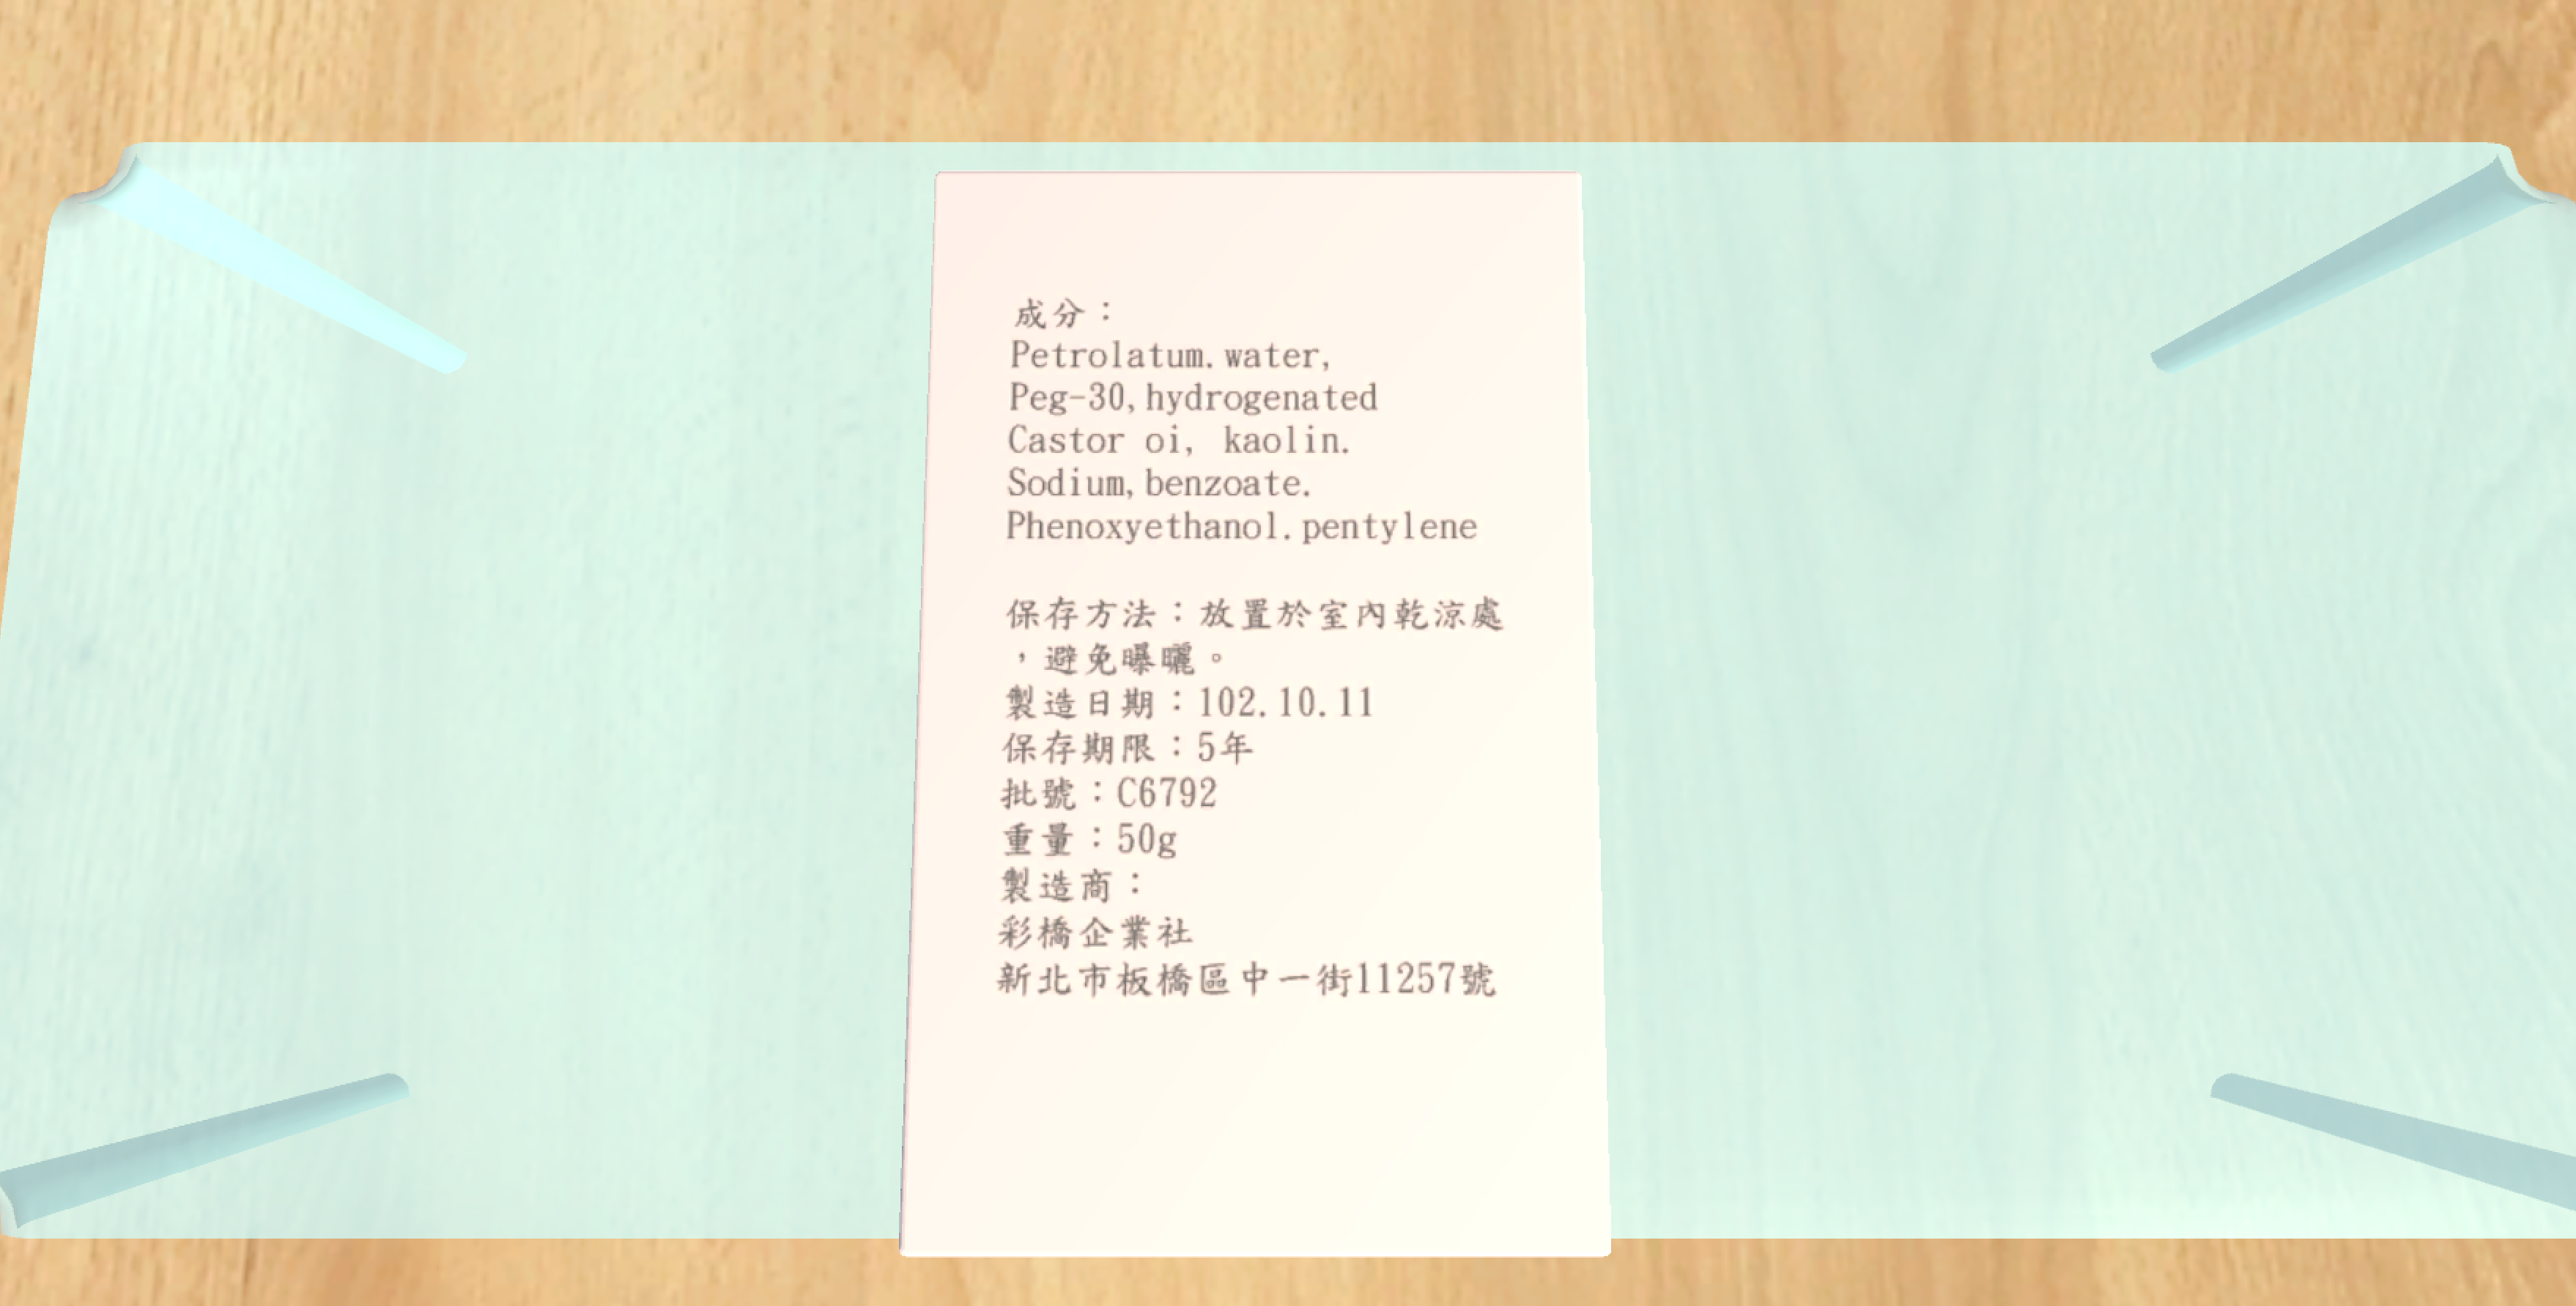 成分：
Petrolatum.water,
Peg-30,hydrogenated
Castor oi, kaolin.
Sodium,benzoate.
Phenoxyethanol.pentylene
保存方法：放置於室內乾涼處
，避免曝曬。
製造日期：102.10.11
保存期限：5年
批號：C6792
重量：50g
製造商：
彩橋企業社
新北市板橋區中一街11257號